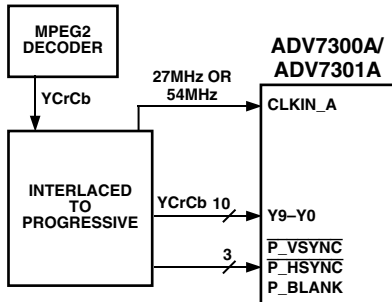 MPEG2
DECODER
YCrCb
INTERLACED
TO
PROGRESSIVE
27MHz OR
54MHz
YCrCb 10
3
ADV7300A/
ADV7301A
CLKIN_A
Y9–Y0
P_VSYNC
P_HSYNC
P_BLANK